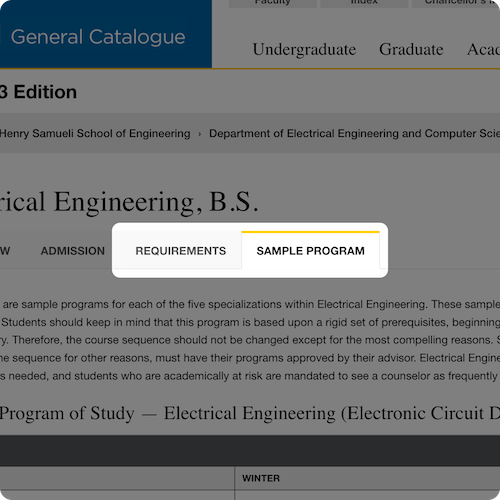 Faculty Index Chancellor's
General Catalogue
Undergraduate Graduate
3 Edition
Henry Samueli School of Engineering › Department of Electrical Engineering and Computer
Engineering, B.S.
ADMISSION REQUIREMENTS SAMPLE PROGRAM
are sample programs for each of the five specializations within Electrical Engineering. These sample
Students should keep in mind that this program is based upon a rigid set of prerequisites, beginning
Therefore, the course sequence should not be changed except for the most compelling reasons.
sequence for other reasons, must have their programs approved by their advisor. Electrical
needed, and students who are academically at risk are mandated to see a counselor as frequently
Program of Study — Electrical Engineering (Electronic Circuit
WINTER